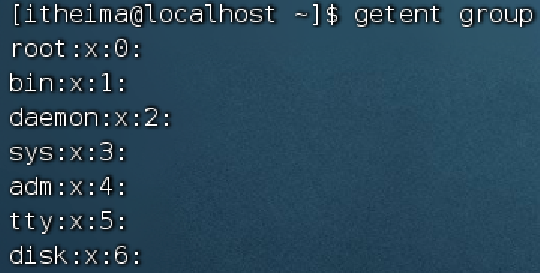 [itheima@localhost ~]$ getent group
root:x:0:
bin:x:1:
daemon:x:2:
sys:x:3:
adm:x:4:
tty:x:5:
disk:x:6: